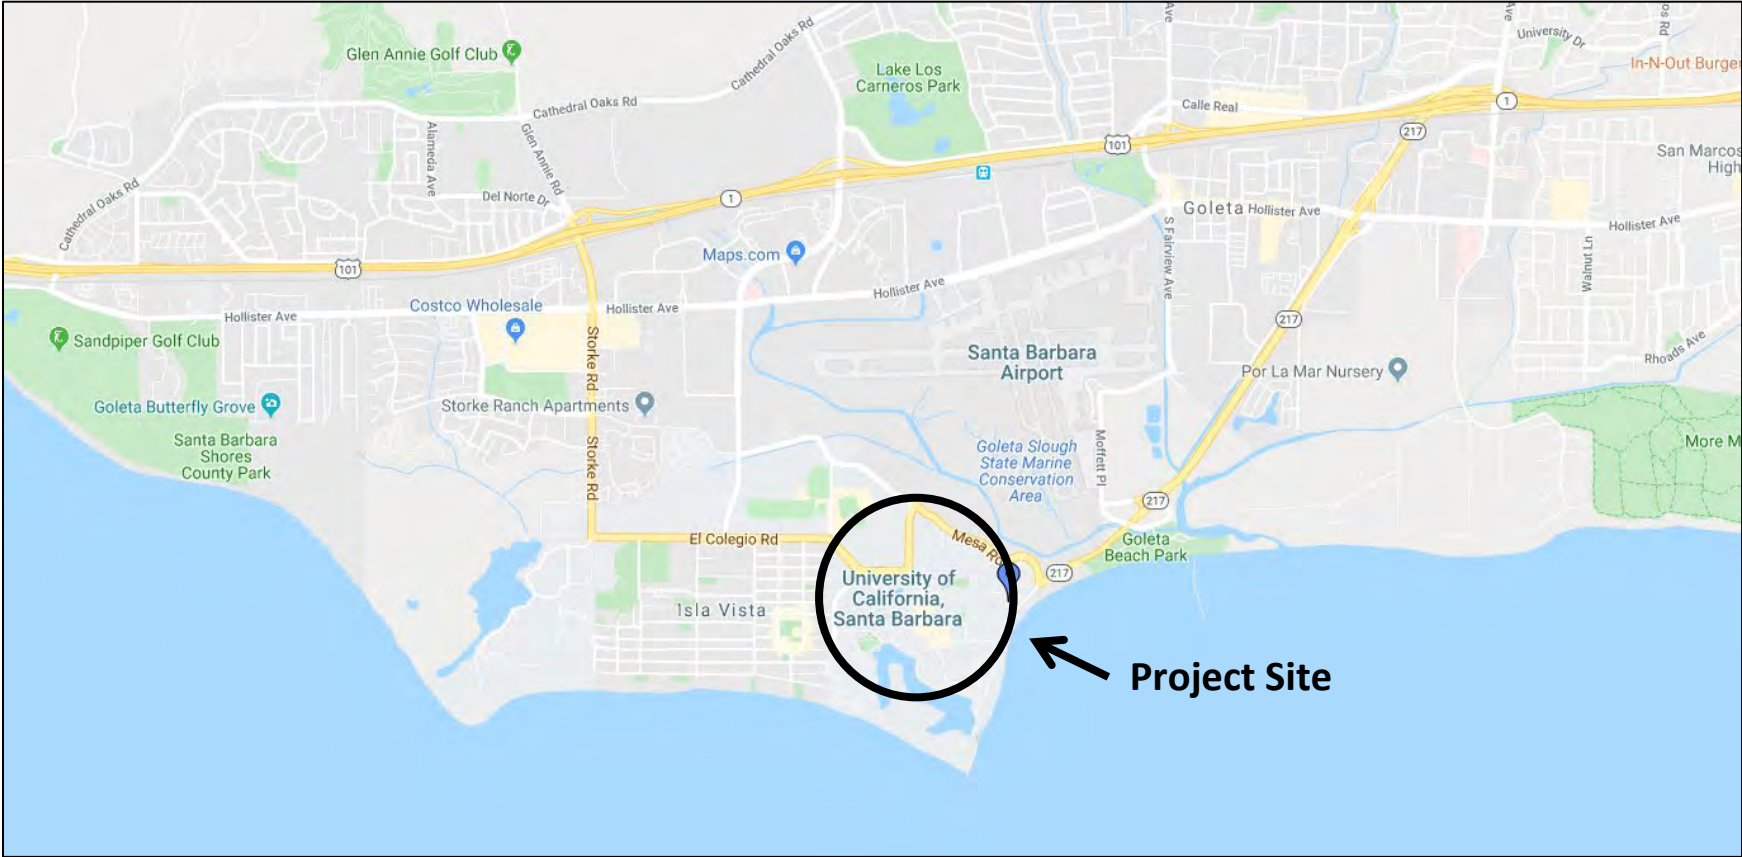 Glen Annie Golf Club
Cathedral Oaks Rd
Lake Los
Carneros Park
Ave
Ave
University Dr
os Rd
In-N-Out Burger
Cathedral Oaks Rd
Calle Real
1
217
101
Alameda Ave
Glen Annie Rd
San Marcos
High
Cathedral Oaks Rd
Del Norte Dr
1
Goleta
Hollister Ave
Hollister Ave
101
Maps.com
S Fairview Ave
Walnut Ln
Hollister Ave
Costco Wholesale
Hollister Ave
Hollister Ave
217
Sandpiper Golf Club
Storke Rd
Santa Barbara
Airport
Por La Mar Nursery
Rhoads Ave
Goleta Butterfly Grove
Storke Ranch Apartments
Santa Barbara
Shores
County Park
Storke Rd
Goleta Slough
State Marine
Conservation
Area
Moffett Pl
More M
217
El Colegio Rd
Mesa Rd
Goleta
Beach Park
217
University of
California,
Santa Barbara
Isla Vista
Project Site